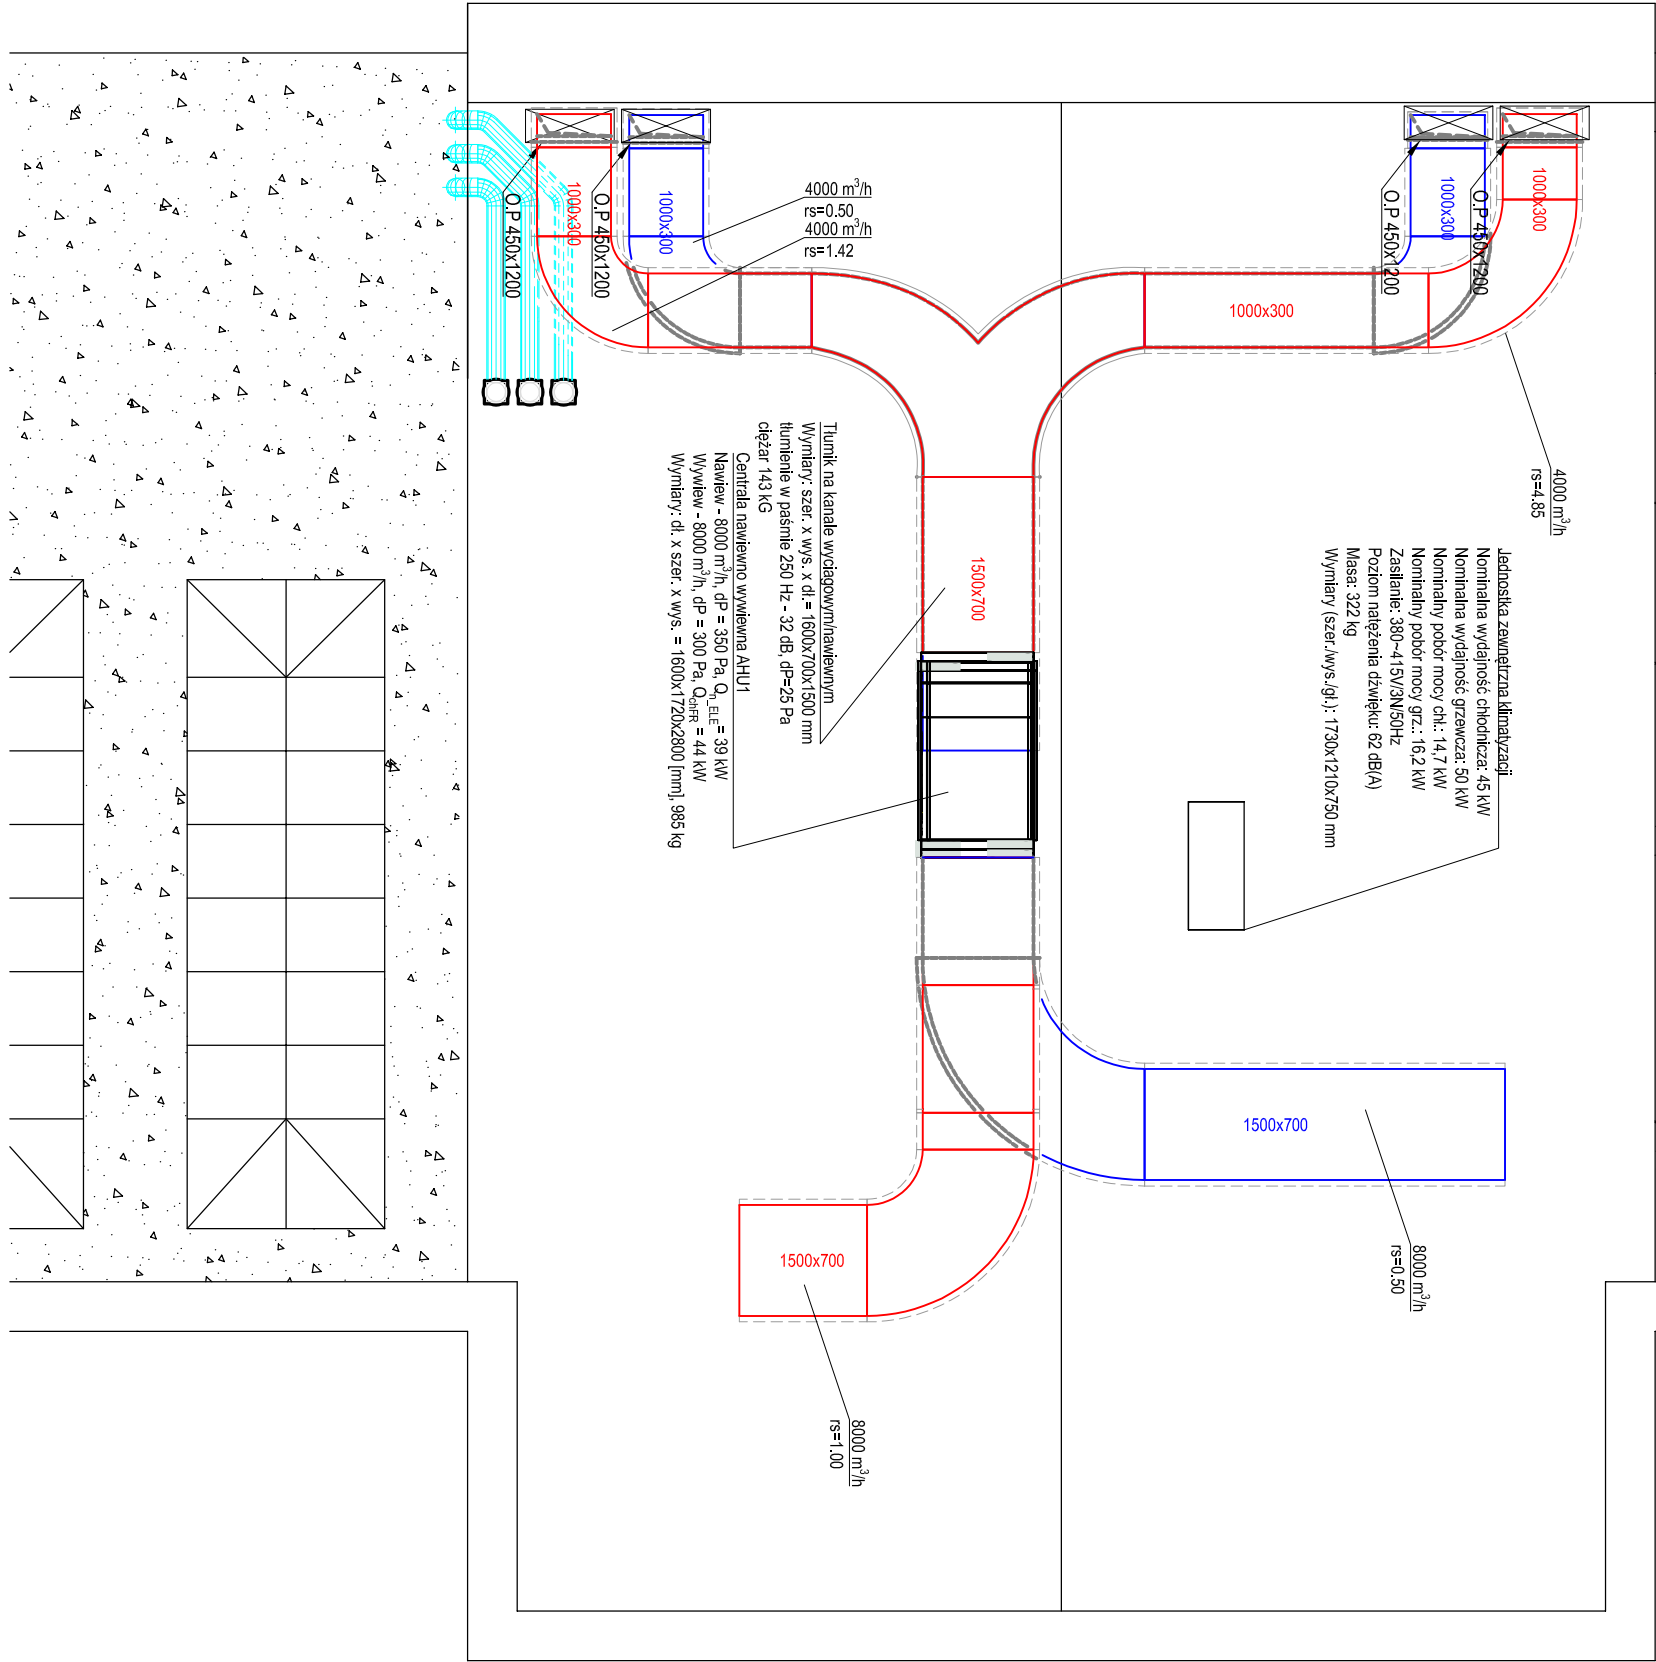 4000 m³/h
rs=0.50
4000 m³/h
rs=1.42
1000x300
1000x300
O.P 450x1200
O.P 450x1200
1000x300
1000x300
O.P 450x1200
O.P 450x1200
1000x300
4000 m³/h
rs=4.85
Jednostka zewnętrzna klimatyzacji
Nominalna wydajność chłodnicza: 45 kW
Nominalna wydajność grzewcza: 50 kW
Nominalny pobór mocy chł.: 14,7 kW
Nominalny pobór mocy grz.: 16,2 kW
Zasilanie: 380~415V/3N/50Hz
Poziom natężenia dźwięku: 62 dB(A)
Masa: 322 kg
Wymiary (szer./wys./gł.): 1730x1210x750 mm
1500x700
Tłumik na kanale wyciągowym/nawiewnym
Wymiary: szer. x wys. x dł. = 1600x700x1500 mm
tłumienie w paśmie 250 Hz - 32 dB, dP=25 Pa
ciężar 143 kG
Centrala nawiewno wywiewna AHU1
Nawiew - 8000 m³/h, dP = 350 Pa, Qn_ELE = 39 kW
Wywiew - 8000 m³/h, dP = 300 Pa, QchFR = 44 kW
Wymiary: dł. x szer. x wys. = 1600x1720x2800 [mm], 985 kg
1500x700
8000 m³/h
rs=0.50
1500x700
8000 m³/h
rs=1.00